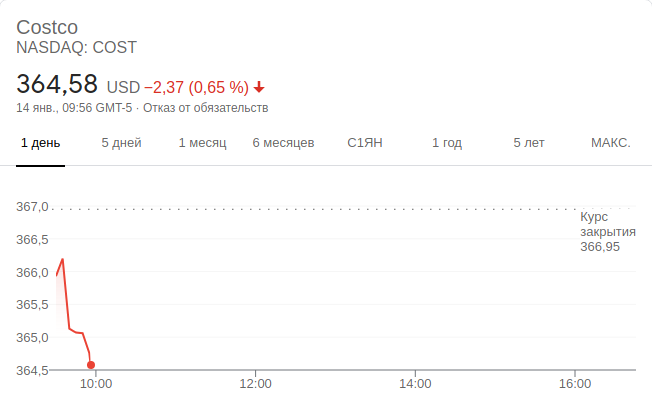 Costco
NASDAQ: COST
364,58 USD −2,37 (0,65 %)
14 янв., 09:56 GMT-5 · Отказ от обязательств
1 день 5 дней 1 месяц 6 месяцев С1ЯН 1 год 5 лет МАКС.
367,0
366,5
366,0
365,5
365,0
364,5
Курс
закрытия
366,95
10:00 12:00 14:00 16:00